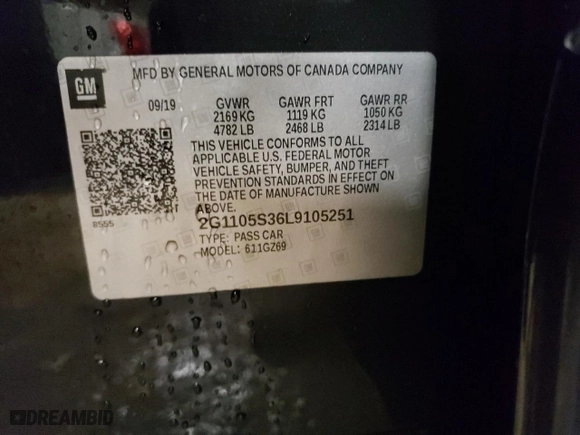 GM
MFD BY GENERAL MOTORS OF CANADA COMPANY
09/19 GVWR GAWR FRT GAWR RR
2169 KG 1119 KG 1050 KG
4782 LB 2468 LB 2314 LB
THIS VEHICLE CONFORMS TO ALL
APPLICABLE U.S. FEDERAL MOTOR
VEHICLE SAFETY, BUMPER, AND THEFT
PREVENTION STANDARDS IN EFFECT ON
THE DATE OF MANUFACTURE SHOWN
ABOVE.
8555
2G1105S36L9105251
TYPE: PASS CAR
MODEL: 611GZ69
DREAMBID